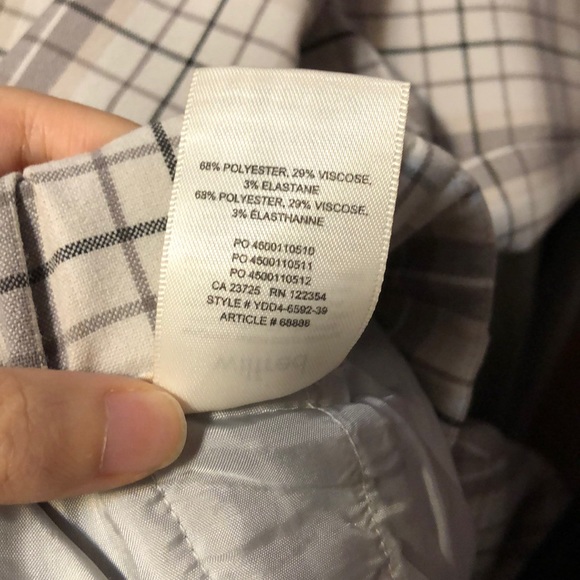 68% POLYESTER, 29% VISCOSE,
3% ELASTANE
68% POLYESTER, 29% VISCOSE,
3% ÉLASTHANNE
PO 4500110510
PO 4500110511
PO 4500110512
CA 23725 RN 122354
STYLE # YDD4-6592-39
ARTICLE # 68888
wilfred